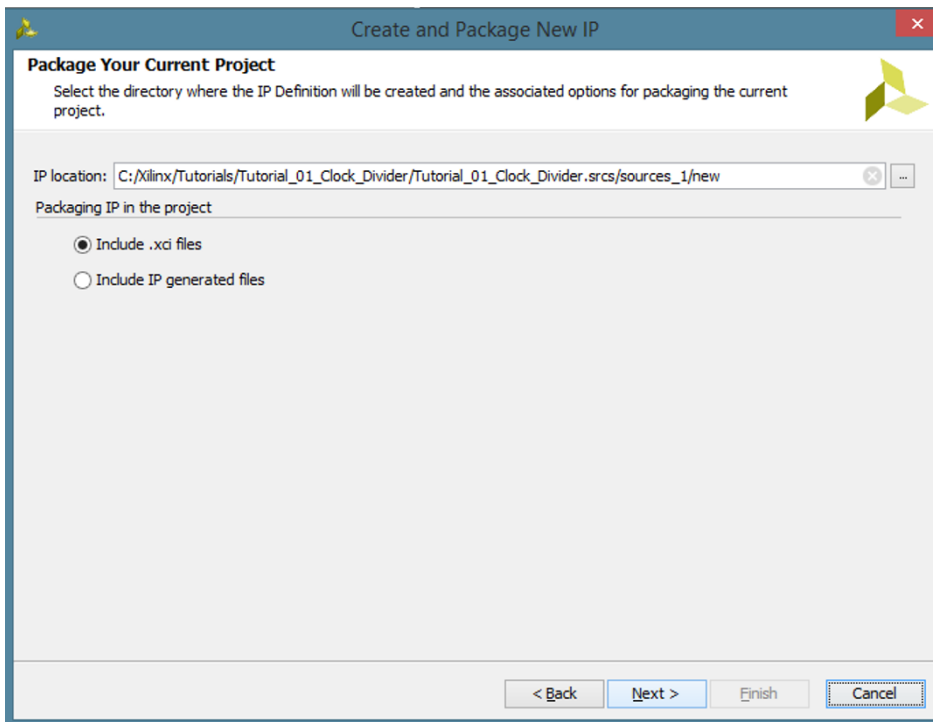 Create and Package New IP
Package Your Current Project
Select the directory where the IP Definition will be created and the associated options for packaging the current
project.
IP location: C:/Xilinx/Tutorials/Tutorial_01_Clock_Divider/Tutorial_01_Clock_Divider.srcs/sources_1/new ...
Packaging IP in the project
Include .xci files
Include IP generated files
< Back Next > Finish Cancel